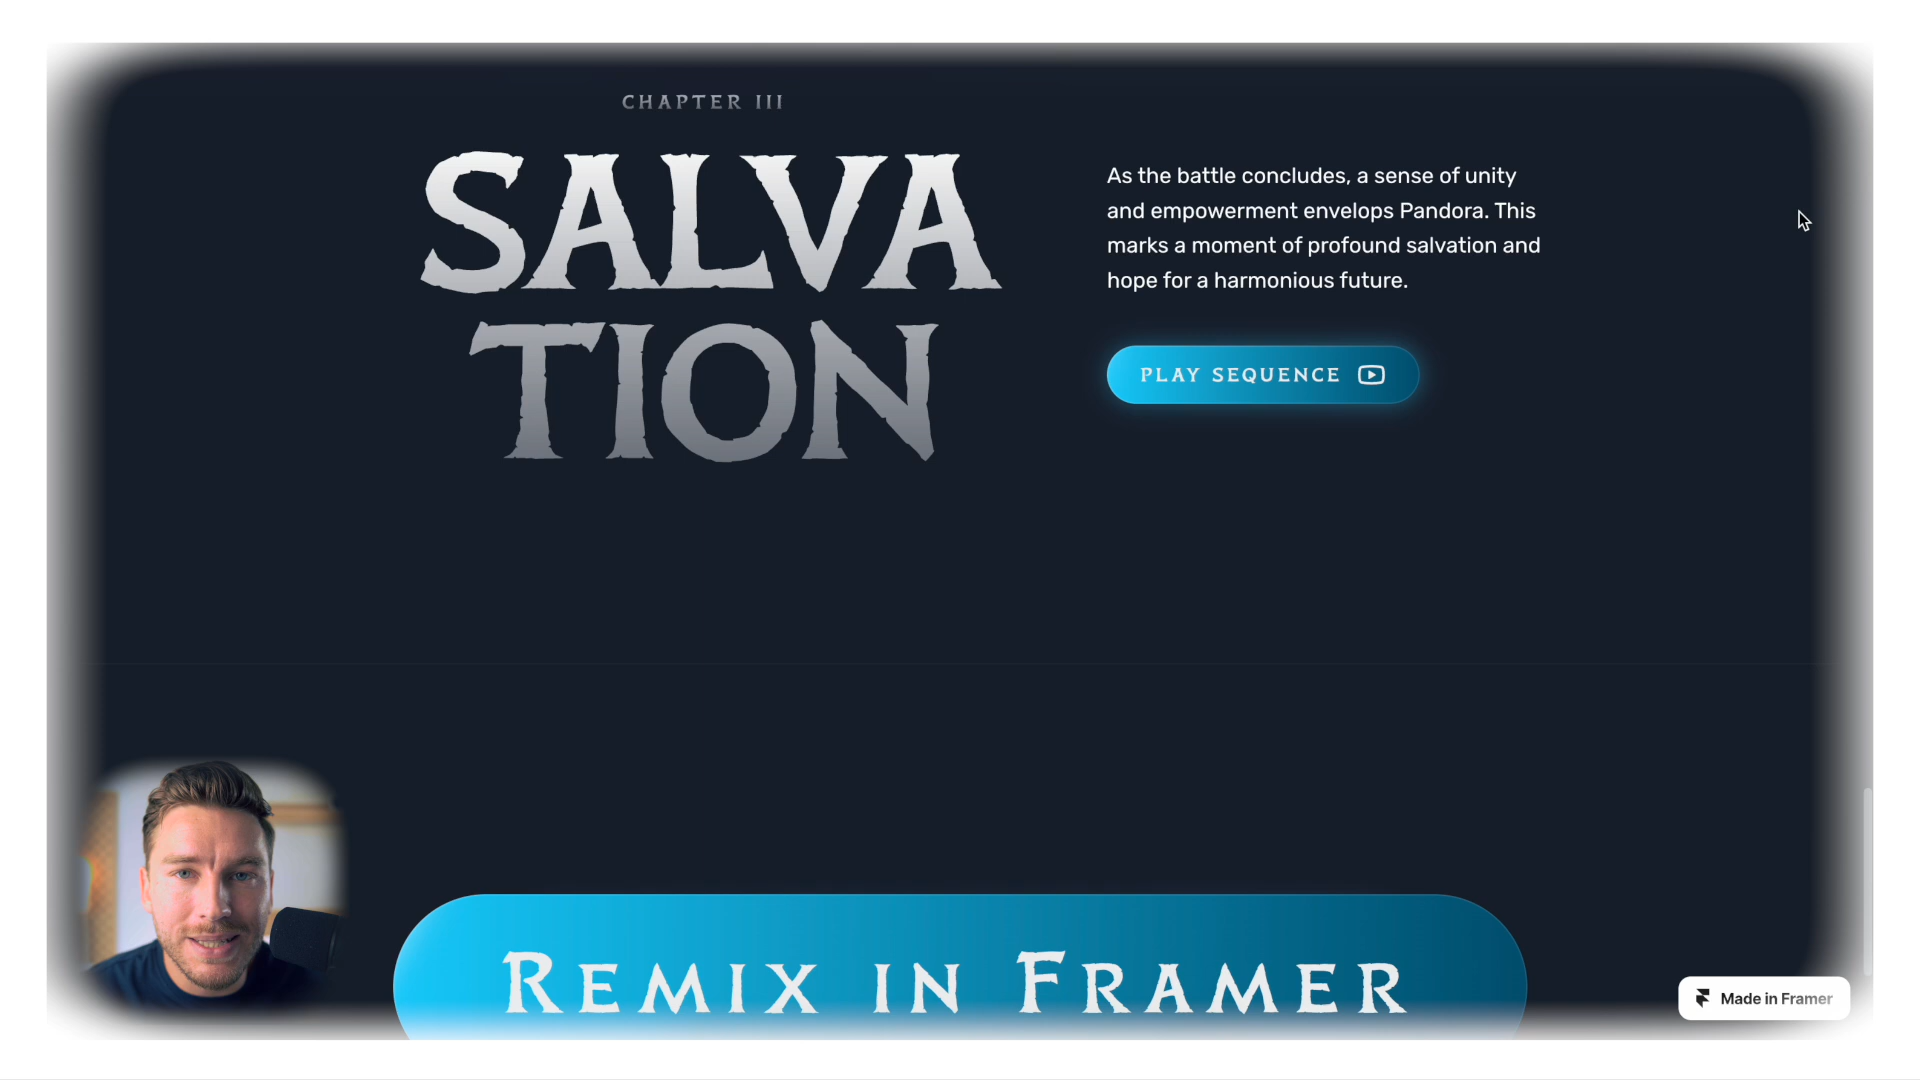 CHAPTER III
SALVA
TION
As the battle concludes, a sense of unity
and empowerment envelops Pandora. This
marks a moment of profound salvation and
hope for a harmonious future.
PLAY SEQUENCE
REMIX IN FRAMER
Made in Framer